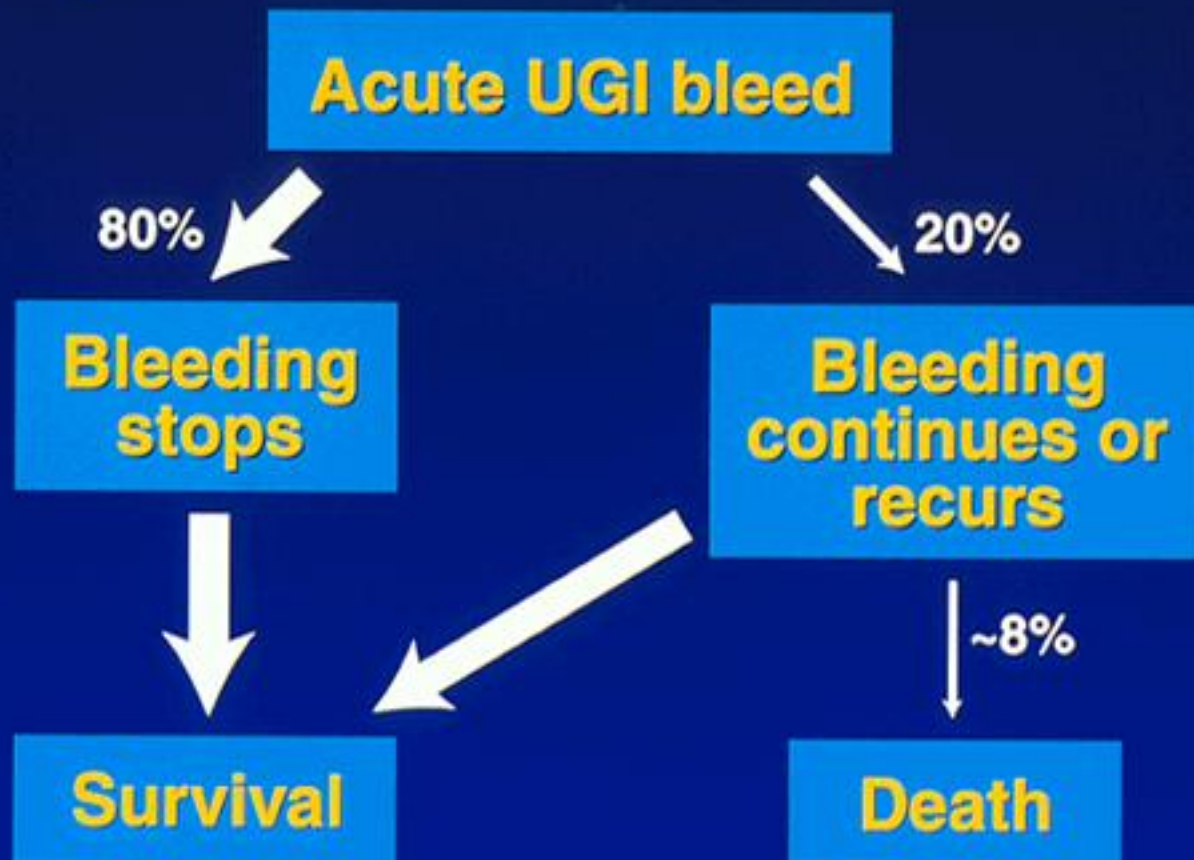 Acute UGI bleed
80%
20%
Bleeding
stops
Bleeding
continues or
recurs
~8%
Survival
Death